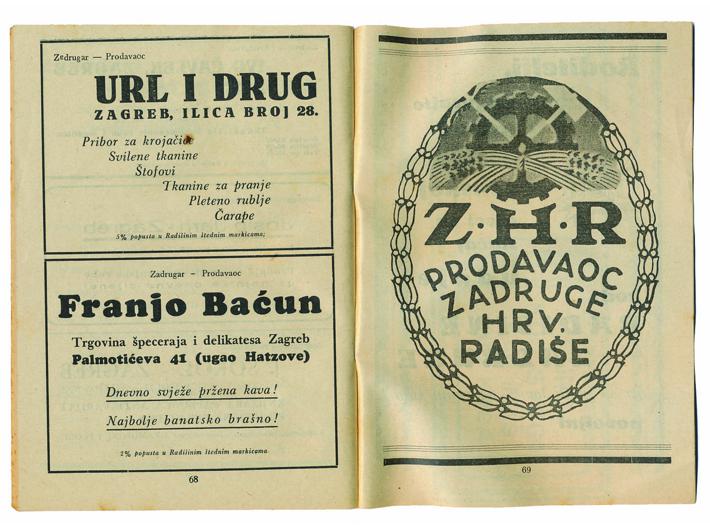 Zadrugar — Prodavaoc
URL I DRUG
ZAGREB, ILICA BROJ 28.
Pribor za krojačice
Svilene tkanine
Štofovi
Tkanine za pranje
Pleteno rublje
Čarape
5% popusta u Radišinim štednim markicama;
Zadrugar – Prodavaoc
Franjo Baćun
Trgovina špeceraja i delikatesa Zagreb
Palmotićeva 41 (ugao Hatzove)
Dnevno svježe pržena kava!
Najbolje banatsko brašno!
2% popusta u Radišinim štednim markicama
68
Z·H·R
PRODAVAOC
ZADRUGE
HRV.
RADIŠE
69